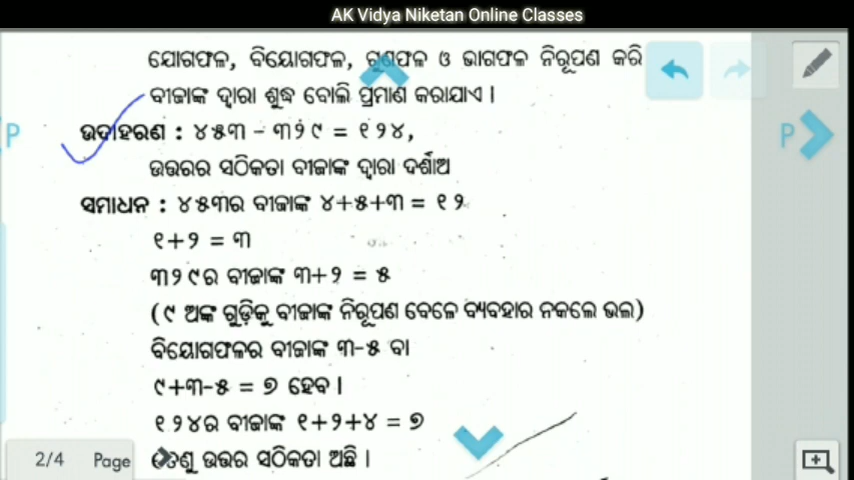 AK Vidya Niketan Online Classes
ଯୋଗଫଳ, ବିୟୋଗଫଳ, ଗୁଣଫଳ ଓ ଭାଗଫଳ ନିରୂପଣ କରି
ବୀଜାଙ୍କ ଦ୍ୱାରା ଶୁଦ୍ଧ ବୋଲି ପ୍ରମାଣ କରାଯାଏ ।
P
P
ଉଦାହରଣ : ୪୫୩ – ୩୨୯ = ୧୨୪,
ଉତ୍ତରର ସଠିକତା ବୀଜାଙ୍କ ଦ୍ୱାରା ଦର୍ଶାଅ
ସମାଧନ : ୪୫୩ର ବୀଜାଙ୍କ ୪+୫+୩ = ୧୨
୧+୨ = ୩
୩୨୯ର ବୀଜାଙ୍କ ୩+୨ = ୫
(୯ ଅଙ୍କ ଗୁଡ଼ିକୁ ବୀଜାଙ୍କ ନିରୂପଣ ବେଳେ ବ୍ୟବହାର ନକଲେ ଭଲ)
ବିୟୋଗଫଳର ବୀଜାଙ୍କ ୩-୫ ବା
୯+୩-୫ = ୭ ହେବ ।
୧୨୪ର ବୀଜାଙ୍କ ୧+୨+୪ = ୭
2/4 Page
ତେଣୁ ଉତ୍ତର ସଠିକତା ଅଛି ।